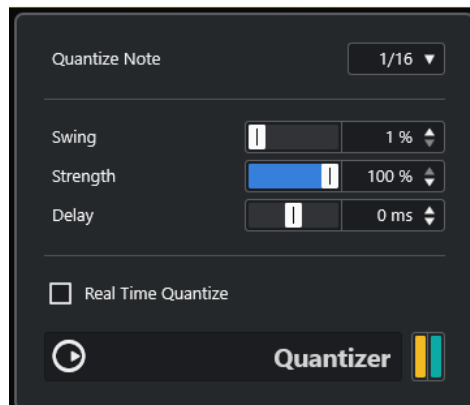 Quantize Note 1/16
Swing 1 %
Strength 100 %
Delay 0 ms
Real Time Quantize
Quantizer